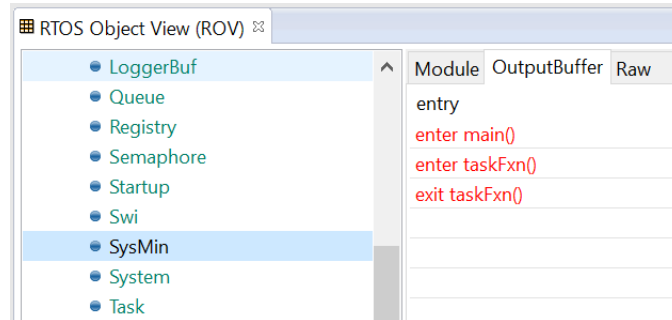 RTOS Object View (ROV)
LoggerBuf
Queue
Registry
Semaphore
Startup
Swi
SysMin
System
Task
Module OutputBuffer Raw
entry
enter main()
enter taskFxn()
exit taskFxn()